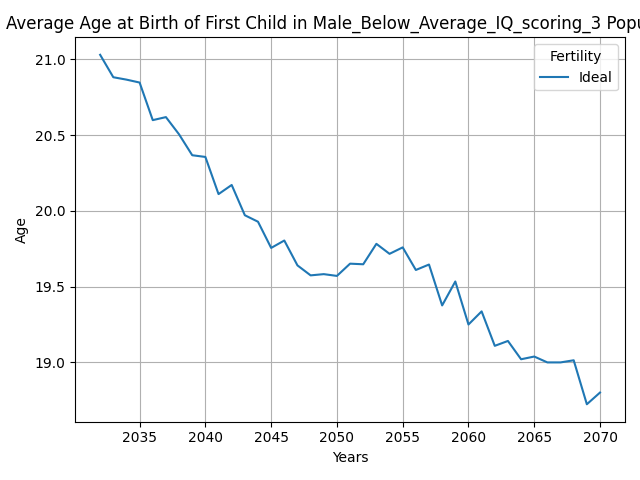 Average Age at Birth of First Child in Male_Below_Average_IQ_scoring_3 Popu
Fertility
Ideal
21.0
20.5
20.0
19.5
19.0
Age
2035 2040 2045 2050 2055 2060 2065 2070
Years